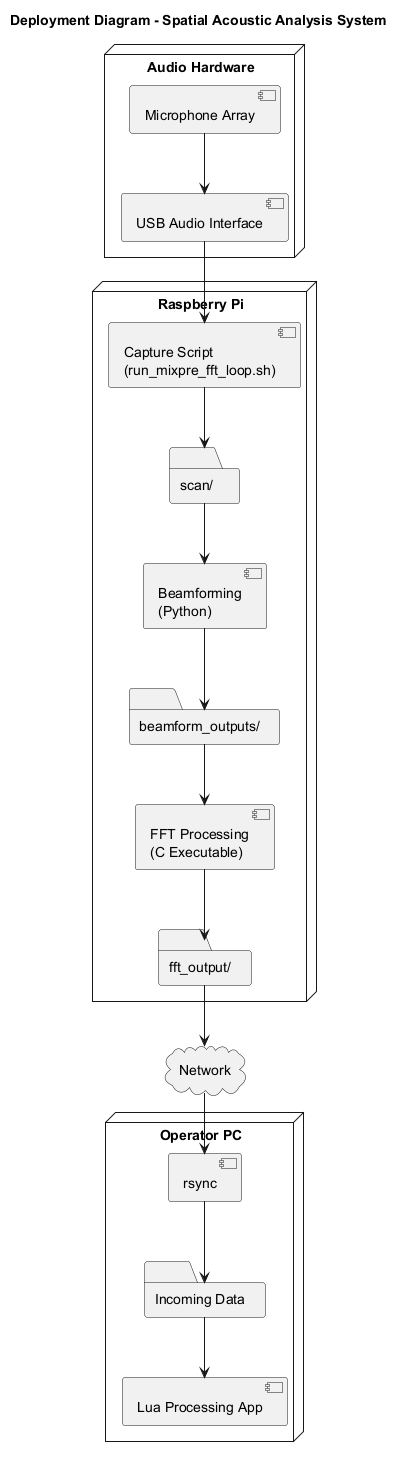 Deployment Diagram - Spatial Acoustic Analysis System
Audio Hardware
Microphone Array
USB Audio Interface
Raspberry Pi
Capture Script
(run_mixpre_fft_loop.sh)
scan/
Beamforming
(Python)
beamform_outputs/
FFT Processing
(C Executable)
fft_output/
Network
Operator PC
rsync
Incoming Data
Lua Processing App